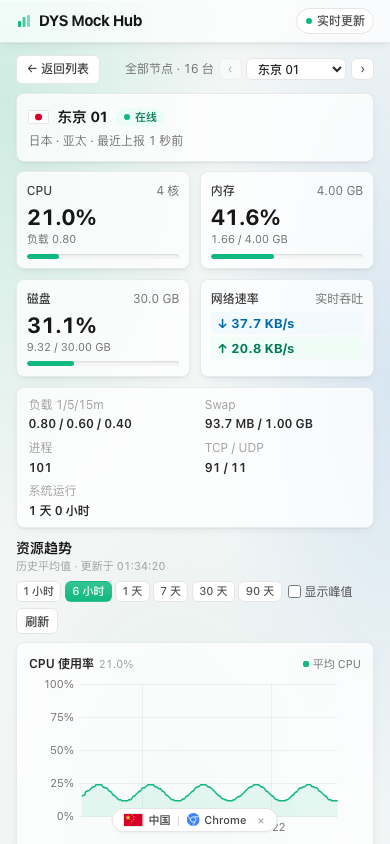 DYS Mock Hub
实时更新
← 返回列表
全部节点 · 16 台
‹
东京 01
›
东京 01
在线
日本 · 亚太 · 最近上报 1 秒前
CPU
4 核
21.0%
负载 0.80
内存
4.00 GB
41.6%
1.66 / 4.00 GB
磁盘
30.0 GB
31.1%
9.32 / 30.00 GB
网络速率
实时吞吐
↓ 37.7 KB/s
↑ 20.8 KB/s
负载 1/5/15m
0.80 / 0.60 / 0.40
Swap
93.7 MB / 1.00 GB
进程
101
TCP / UDP
91 / 11
系统运行
1 天 0 小时
资源趋势
历史平均值 · 更新于 01:34:20
1 小时
6 小时
1 天
7 天
30 天
90 天
显示峰值
刷新
CPU 使用率 21.0%
平均 CPU
100%
75%
50%
25%
0%
中国
Chrome
×
22